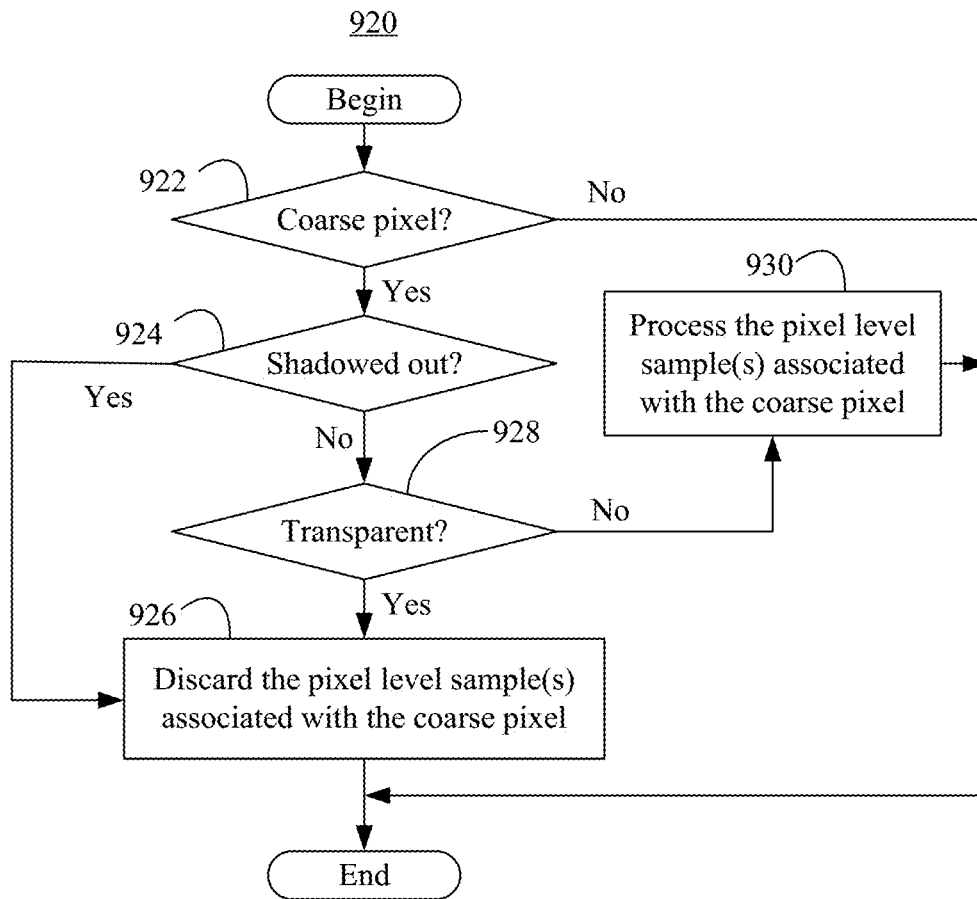 920
Begin
922
Coarse pixel?
No
Yes
930
Process the pixel level
sample(s) associated
with the coarse pixel
924
Shadowed out?
Yes
No
928
Transparent?
No
Yes
926
Discard the pixel level sample(s)
associated with the coarse pixel
End